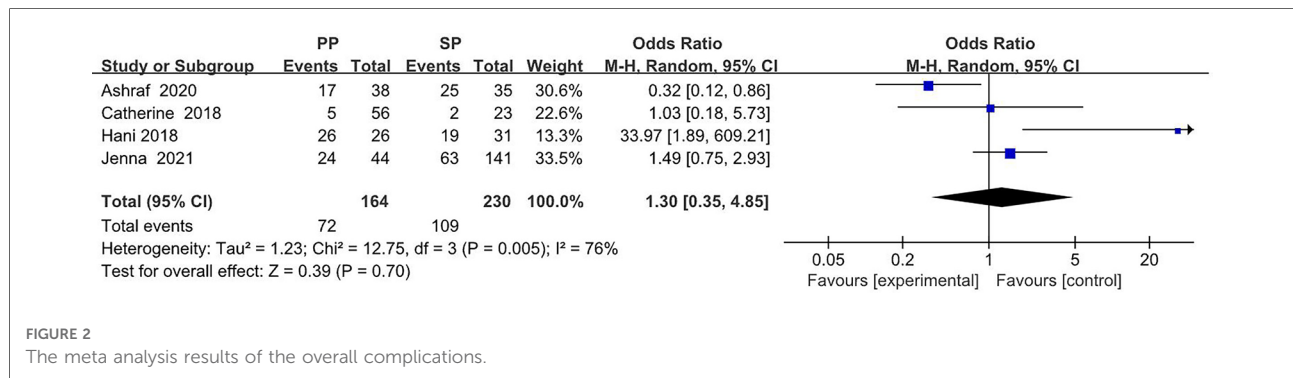 PP SP Odds Ratio Odds Ratio
Study or Subgroup Events Total Events Total Weight M-H, Random, 95% CI M-H, Random, 95% CI
Ashraf 2020 17 38 25 35 30.6% 0.32 [0.12, 0.86]
Catherine 2018 5 56 2 23 22.6% 1.03 [0.18, 5.73]
Hani 2018 26 26 19 31 13.3% 33.97 [1.89, 609.21]
Jenna 2021 24 44 63 141 33.5% 1.49 [0.75, 2.93]
Total (95% CI) 164 230 100.0% 1.30 [0.35, 4.85]
Total events 72 109
Heterogeneity: Tau² = 1.23; Chi² = 12.75, df = 3 (P = 0.005); I² = 76%
Test for overall effect: Z = 0.39 (P = 0.70)
0.05 0.2 1 5 20
Favours [experimental] Favours [control]
FIGURE 2
The meta analysis results of the overall complications.